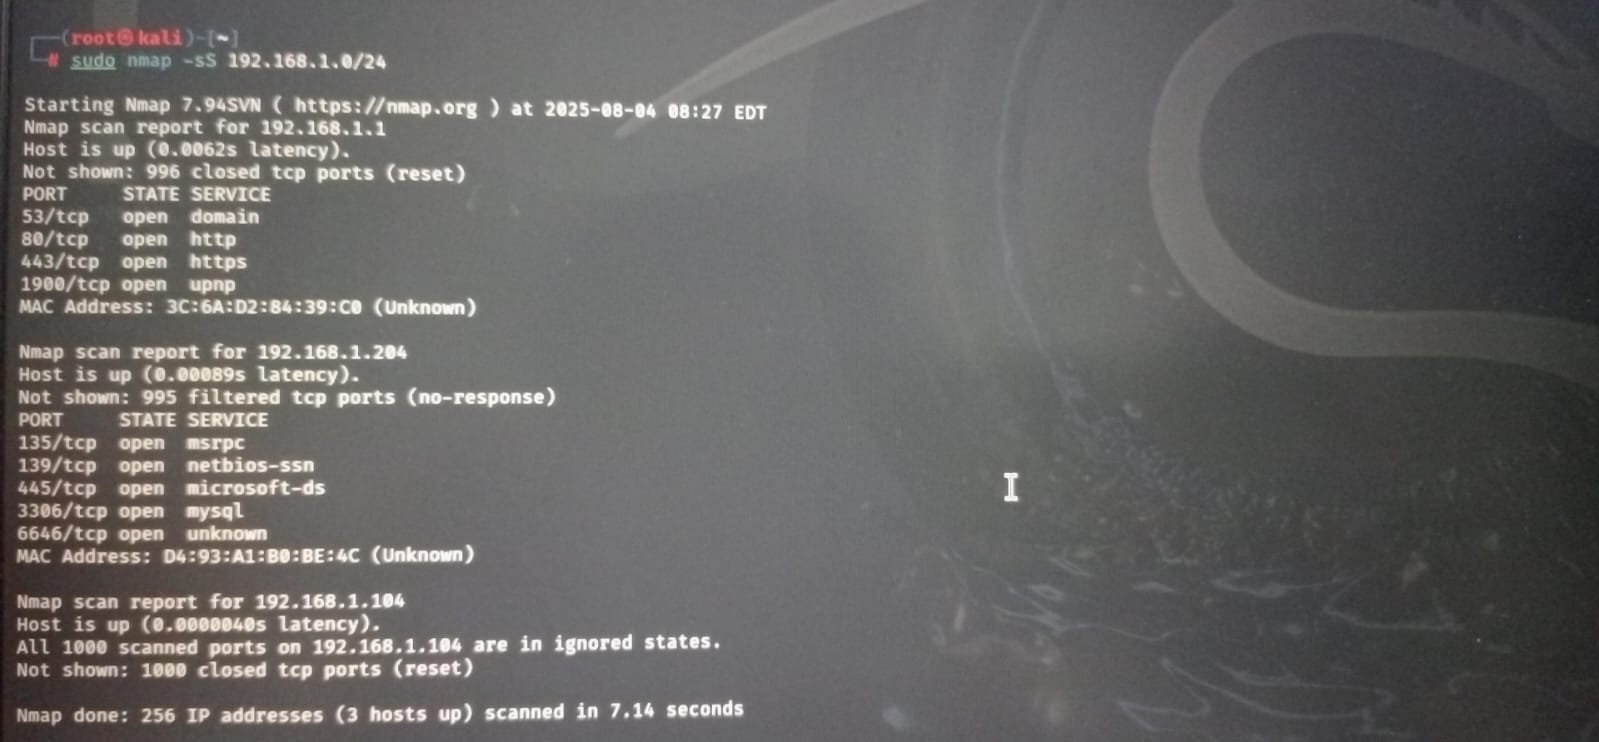 ┌──(root㉿kali)-[~]
└─# sudo nmap -sS 192.168.1.0/24
Starting Nmap 7.94SVN ( https://nmap.org ) at 2025-08-04 08:27 EDT
Nmap scan report for 192.168.1.1
Host is up (0.0062s latency).
Not shown: 996 closed tcp ports (reset)
PORT     STATE SERVICE
53/tcp   open  domain
80/tcp   open  http
443/tcp  open  https
1900/tcp open  upnp
MAC Address: 3C:6A:D2:84:39:C0 (Unknown)
Nmap scan report for 192.168.1.204
Host is up (0.00089s latency).
Not shown: 995 filtered tcp ports (no-response)
PORT     STATE SERVICE
135/tcp  open  msrpc
139/tcp  open  netbios-ssn
445/tcp  open  microsoft-ds
3306/tcp open  mysql
6646/tcp open  unknown
MAC Address: D4:93:A1:B0:BE:4C (Unknown)
Nmap scan report for 192.168.1.104
Host is up (0.0000040s latency).
All 1000 scanned ports on 192.168.1.104 are in ignored states.
Not shown: 1000 closed tcp ports (reset)
Nmap done: 256 IP addresses (3 hosts up) scanned in 7.14 seconds